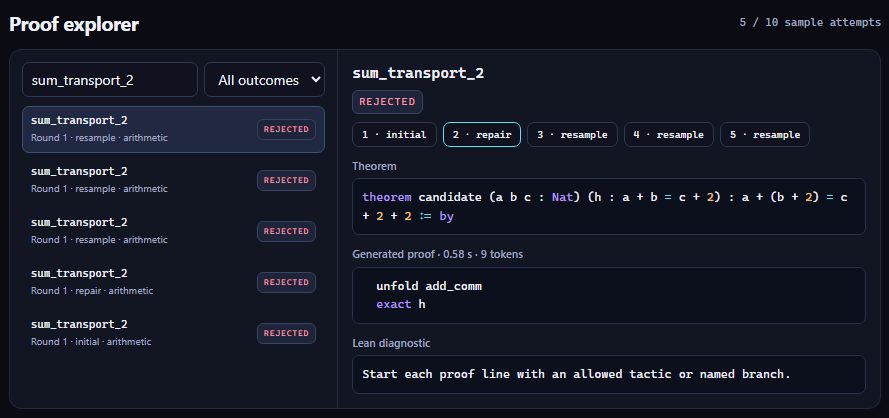 Proof explorer
5 / 10 sample attempts
sum_transport_2
All outcomes
sum_transport_2
Round 1 · resample · arithmetic
REJECTED
sum_transport_2
Round 1 · resample · arithmetic
REJECTED
sum_transport_2
Round 1 · resample · arithmetic
REJECTED
sum_transport_2
Round 1 · repair · arithmetic
REJECTED
sum_transport_2
Round 1 · initial · arithmetic
REJECTED
sum_transport_2
REJECTED
1 · initial
2 · repair
3 · resample
4 · resample
5 · resample
Theorem
theorem candidate (a b c : Nat) (h : a + b = c + 2) : a + (b + 2) = c
+ 2 + 2 := by
Generated proof · 0.58 s · 9 tokens
unfold add_comm
exact h
Lean diagnostic
Start each proof line with an allowed tactic or named branch.